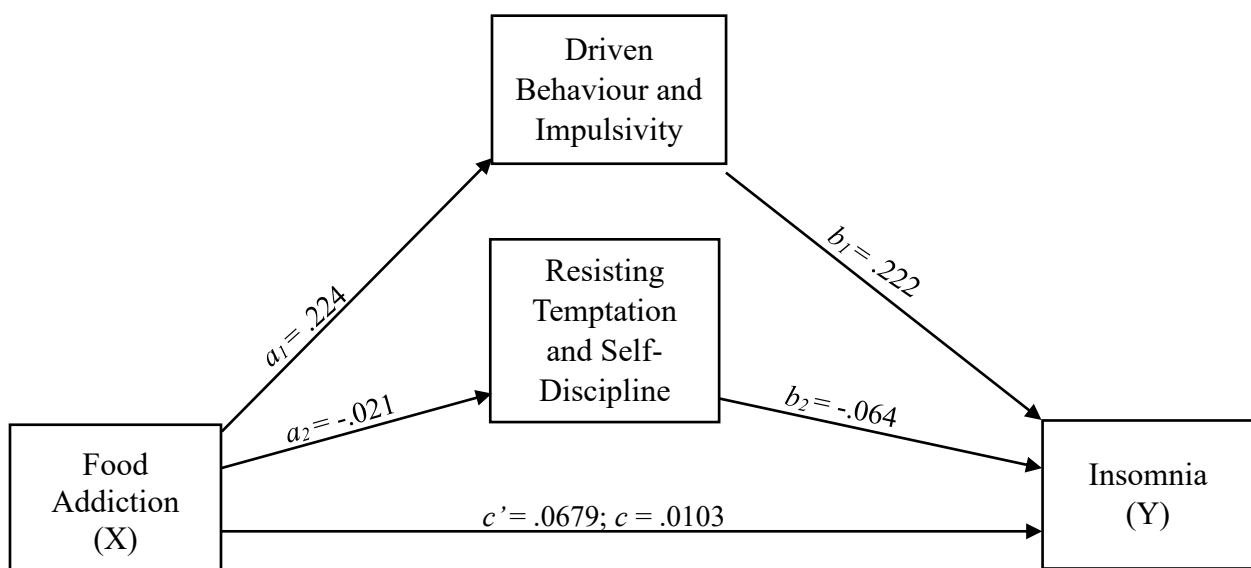 Driven
Behaviour and
Impulsivity
a1 = .224
b1 = .222
Resisting
Temptation
and Self-
Discipline
a2 = -.021
b2 = -.064
Food
Addiction
(X)
c’ = .0679; c = .0103
Insomnia
(Y)